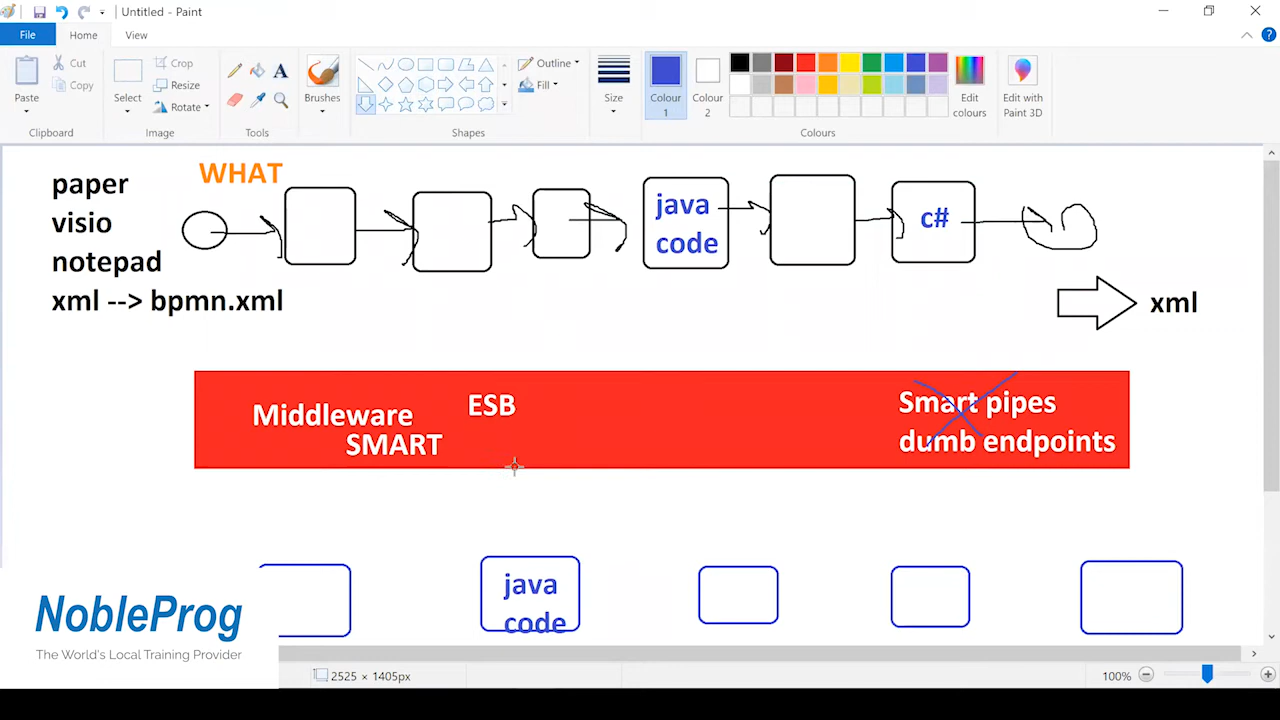 Untitled - Paint
File
Home
View
Paste
Cut
Copy
Clipboard
Select
Crop
Resize
Rotate
Image
Tools
Brushes
Outline
Fill
Shapes
Size
Colour
1
Colour
2
Edit
colours
Edit with
Paint 3D
Colours
WHAT
paper
visio
notepad
xml --> bpmn.xml
java
code
c#
xml
Middleware
SMART
ESB
Smart pipes
dumb endpoints
java
code
NobleProg
The World's Local Training Provider
2525 × 1405px
100%